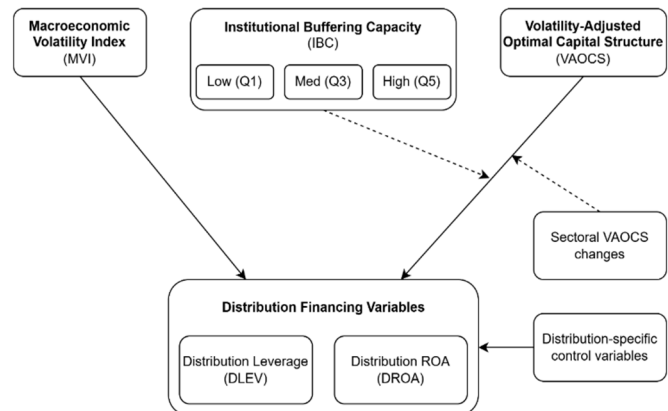 Macroeconomic
Volatility Index
(MVI)
Institutional Buffering Capacity
(IBC)
Low (Q1)
Med (Q3)
High (Q5)
Volatility-Adjusted
Optimal Capital Structure
(VAOCS)
Sectoral VAOCS
changes
Distribution Financing Variables
Distribution Leverage
(DLEV)
Distribution ROA
(DROA)
Distribution-specific
control variables